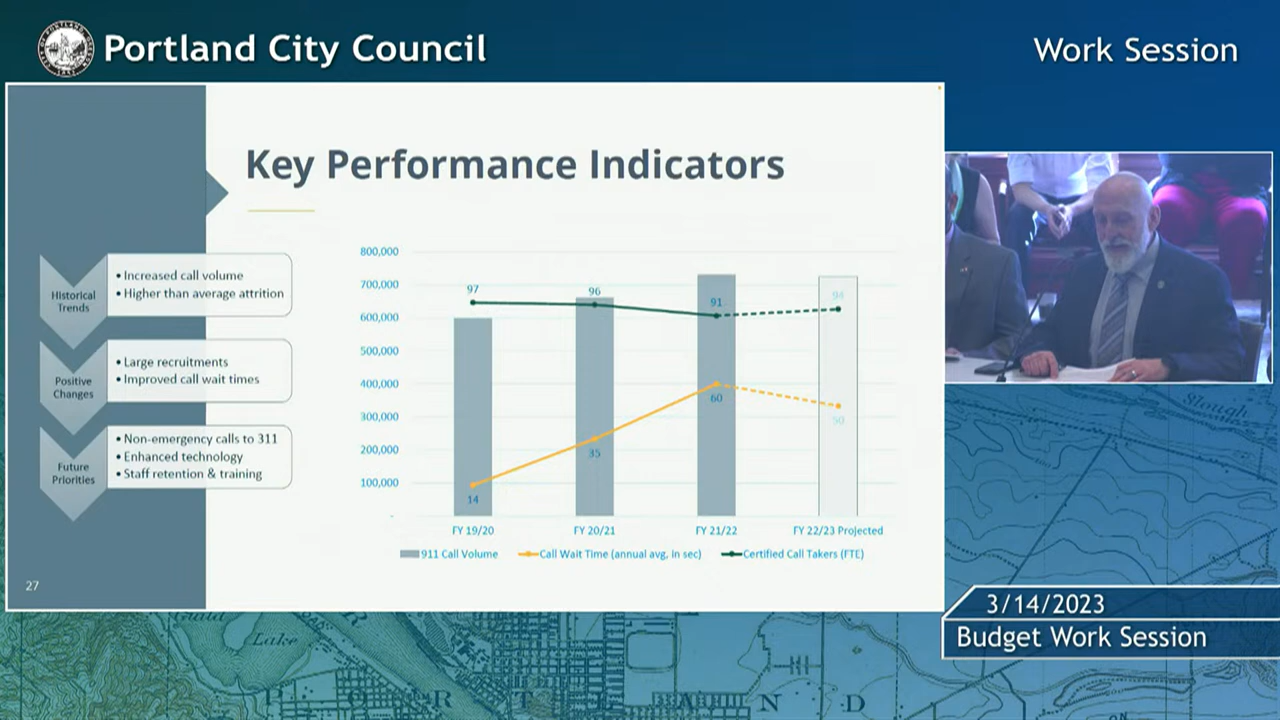 Portland City Council
Work Session
Key Performance Indicators
Historical
Trends
• Increased call volume
• Higher than average attrition
Positive
Changes
• Large recruitments
• Improved call wait times
Future
Priorities
• Non-emergency calls to 311
• Enhanced technology
• Staff retention & training
27
800,000
700,000
600,000
500,000
400,000
300,000
200,000
100,000
-
97
96
91
94
14
35
60
50
FY 19/20
FY 20/21
FY 21/22
FY 22/23 Projected
911 Call Volume
Call Wait Time (annual avg. in sec)
Certified Call Takers (FTE)
3/14/2023
Budget Work Session
Slough
Guild
Lake
R
T
A
N
D